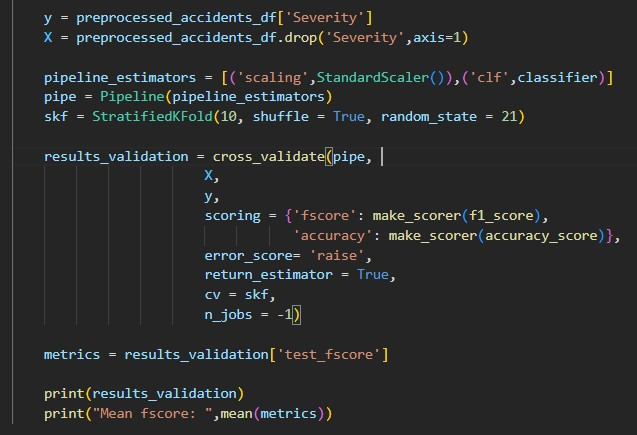 y = preprocessed_accidents_df['Severity']
X = preprocessed_accidents_df.drop('Severity',axis=1)
pipeline_estimators = [('scaling',StandardScaler()),('clf',classifier)]
pipe = Pipeline(pipeline_estimators)
skf = StratifiedKFold(10, shuffle = True, random_state = 21)
results_validation = cross_validate(pipe,
X,
y,
scoring = {'fscore': make_scorer(f1_score),
'accuracy': make_scorer(accuracy_score)},
error_score= 'raise',
return_estimator = True,
cv = skf,
n_jobs = -1)
metrics = results_validation['test_fscore']
print(results_validation)
print("Mean fscore: ",mean(metrics))